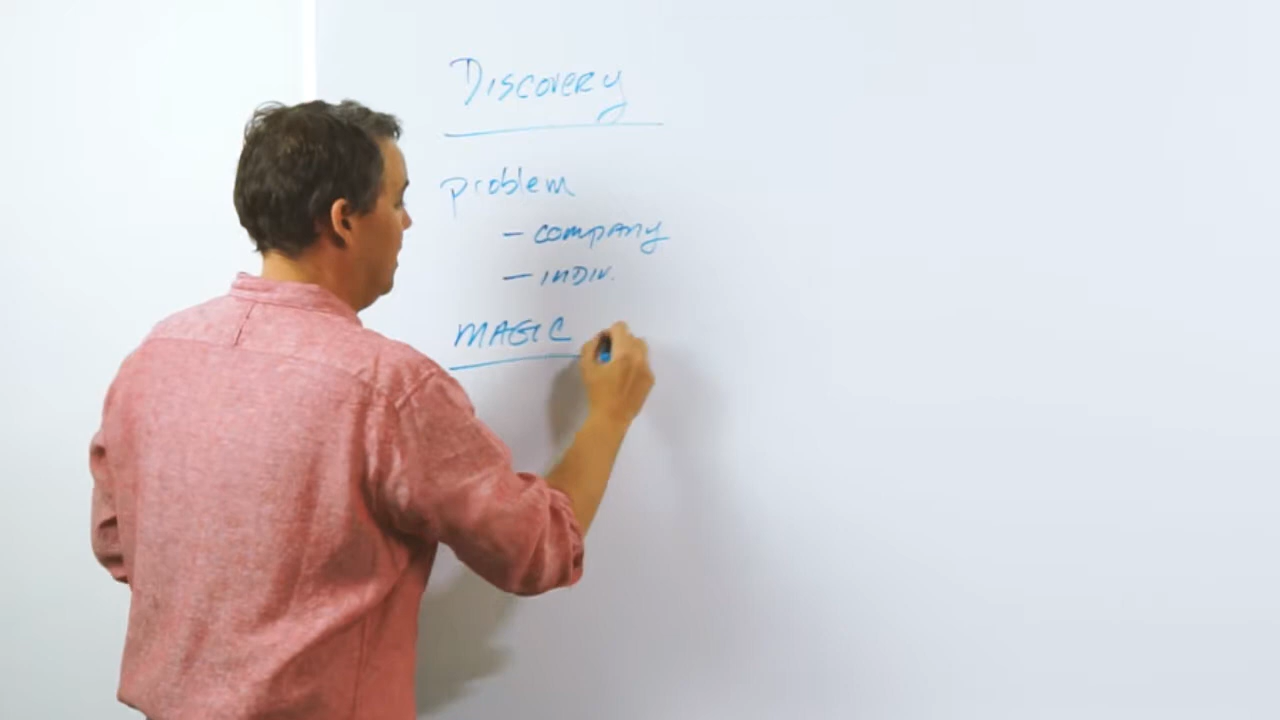 Discovery
problem
- company
- INDIV.
MAGIC